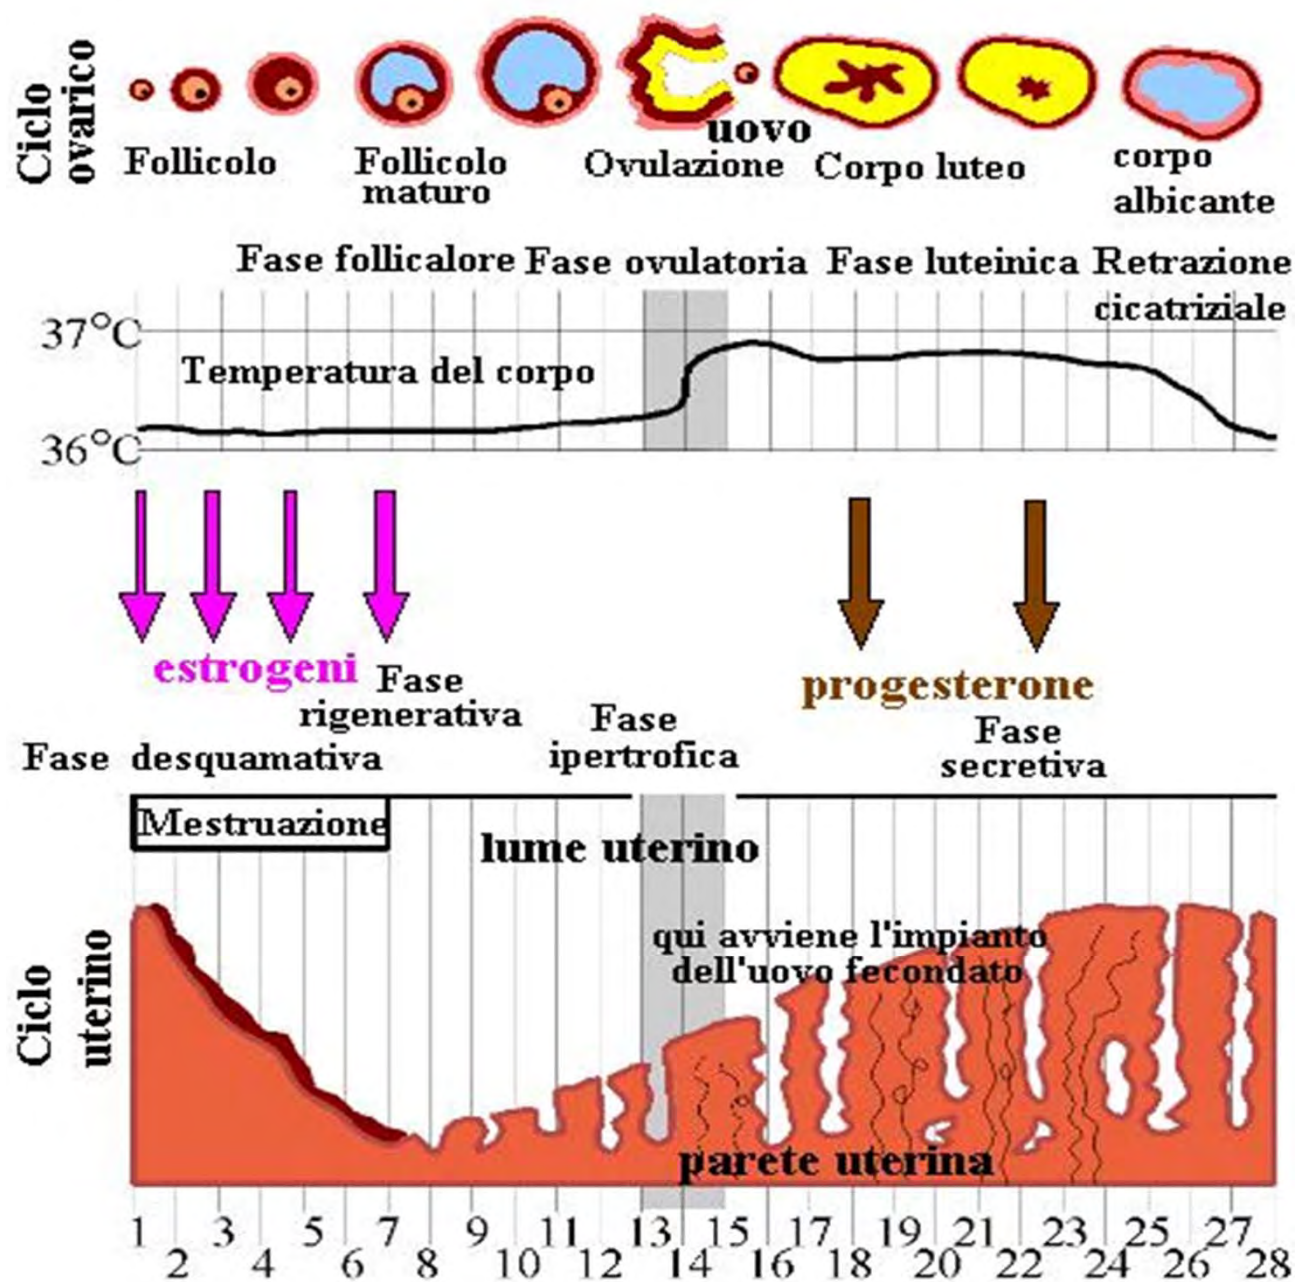 Ciclo
ovarico
uovo
Follicolo
Follicolo
maturo
Ovulazione
Corpo luteo
corpo
albicante
Fase follicalore
Fase ovulatoria
Fase luteinica
Retrazione
cicatriziale
37°C
Temperatura del corpo
36°C
estrogeni
progesterone
Fase desquamativa
Fase
rigenerativa
Fase
ipertrofica
Fase
secretiva
Mestruazione
lume uterino
Ciclo
uterino
qui avviene l'impianto
dell'uovo fecondato
parete uterina
1 3 5 7 9 11 13 15 17 19 21 23 25 27
2 4 6 8 10 12 14 16 18 20 22 24 26 28